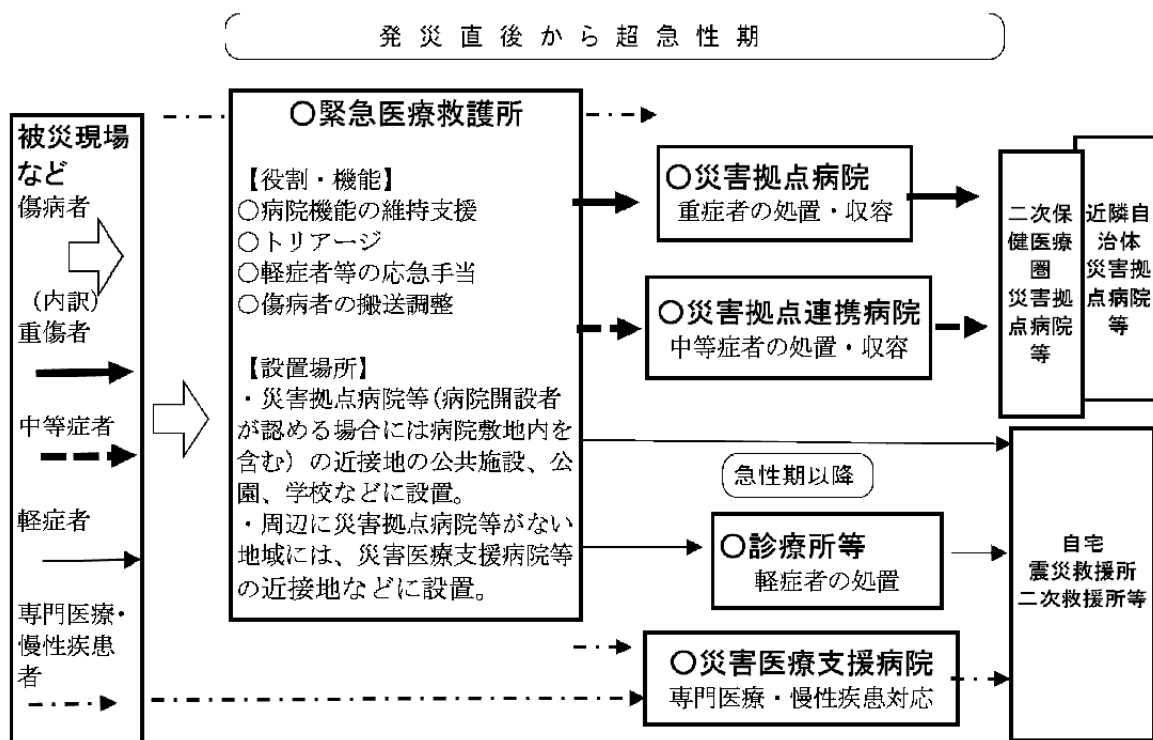 発災直後から超急性期
被災現場
など
傷病者
（内訳）
重傷者
中等症者
軽症者
専門医療・
慢性疾患
者
〇緊急医療救護所
【役割・機能】
〇病院機能の維持支援
〇トリアージ
〇軽症者等の応急手当
〇傷病者の搬送調整
【設置場所】
・災害拠点病院等(病院開設者
が認める場合には病院敷地内を
含む）の近接地の公共施設、公
園、学校などに設置。
・周辺に災害拠点病院等がない
地域には、災害医療支援病院等
の近接地などに設置。
〇災害拠点病院
重症者の処置・収容
〇災害拠点連携病院
中等症者の処置・収容
急性期以降
〇診療所等
軽症者の処置
〇災害医療支援病院
専門医療・慢性疾患対応
二次保
健医療
圏
災害拠
点病院
等
近隣自
治体
災害拠
点病院
等
自宅
震災救援所
二次救援所等